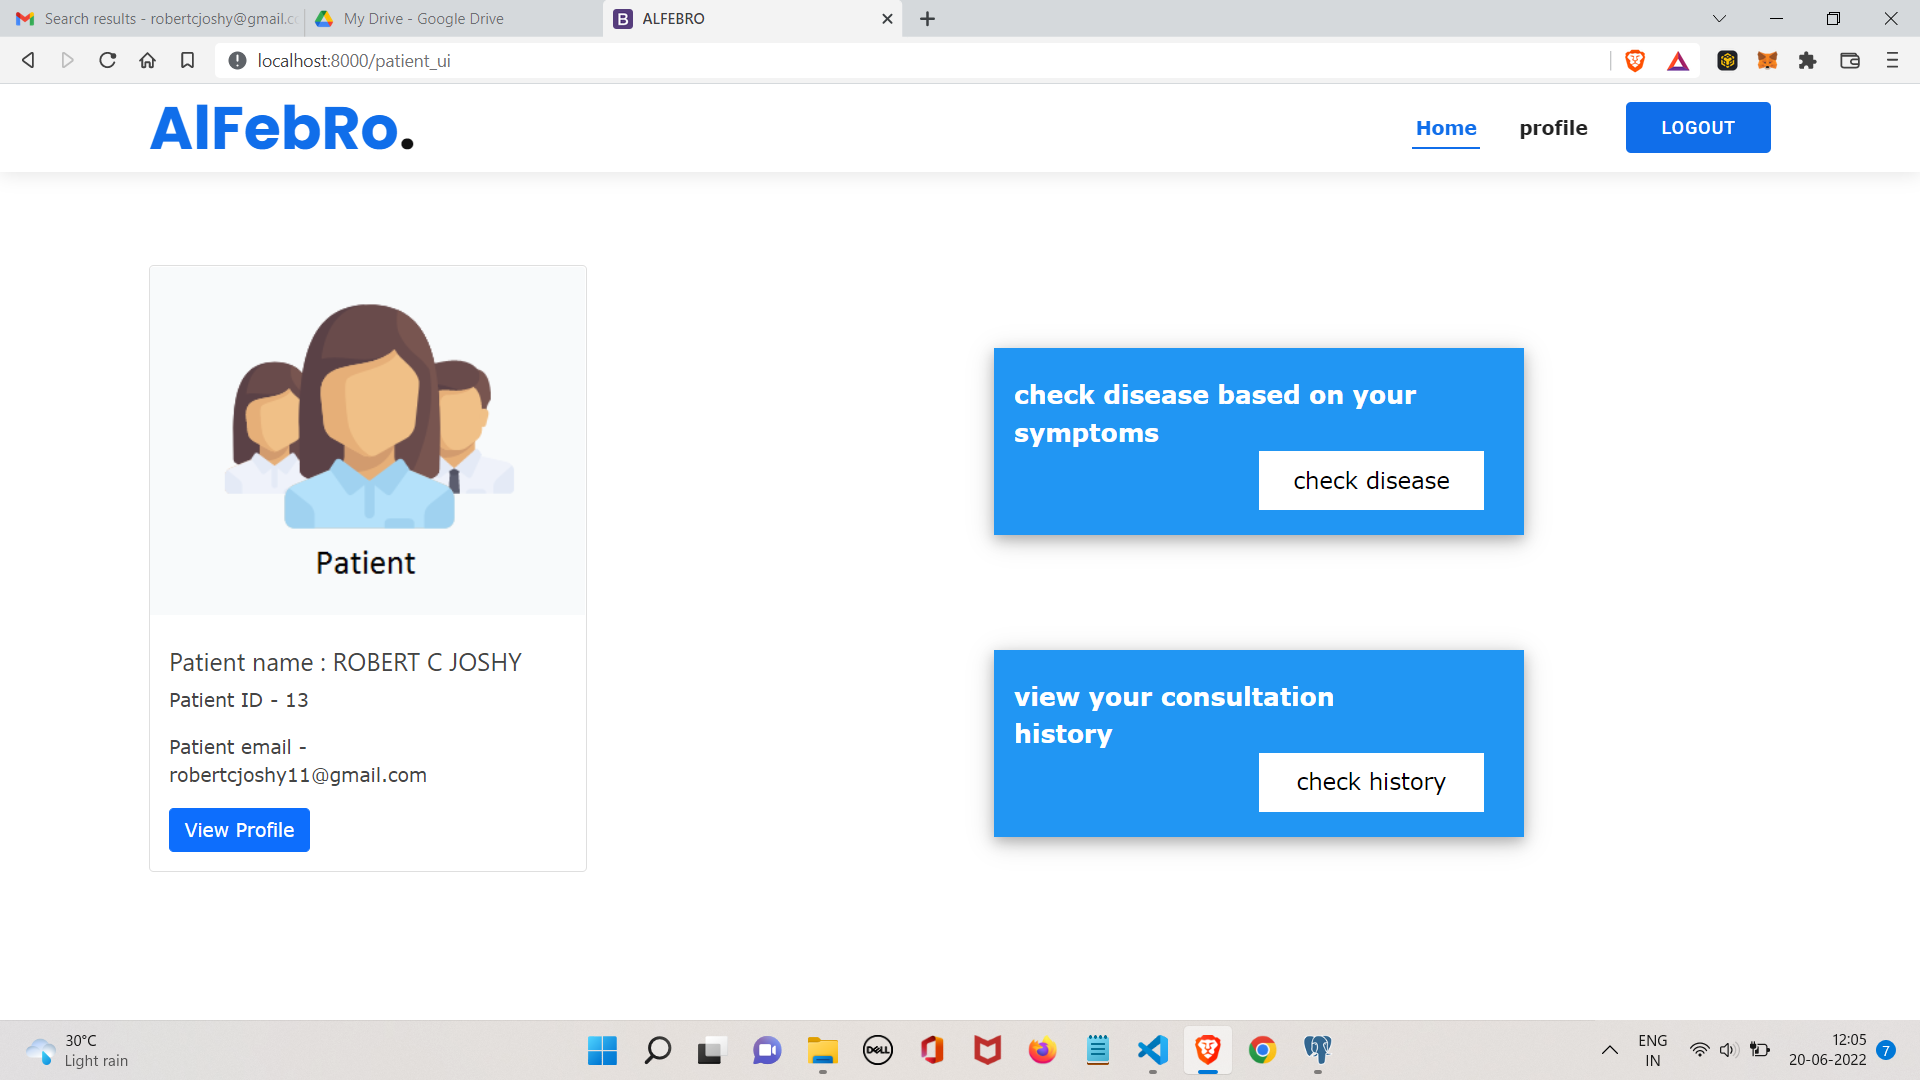 Search results - robertcjoshy@gmail.c
My Drive - Google Drive
B ALFEBRO
localhost:8000/patient_ui
AlFebRo.
Home
profile
LOGOUT
Patient
Patient name : ROBERT C JOSHY
Patient ID - 13
Patient email -
robertcjoshy11@gmail.com
View Profile
check disease based on your
symptoms
check disease
view your consultation
history
check history
30°C
Light rain
DELL
ENG
IN
12:05
20-06-2022
7